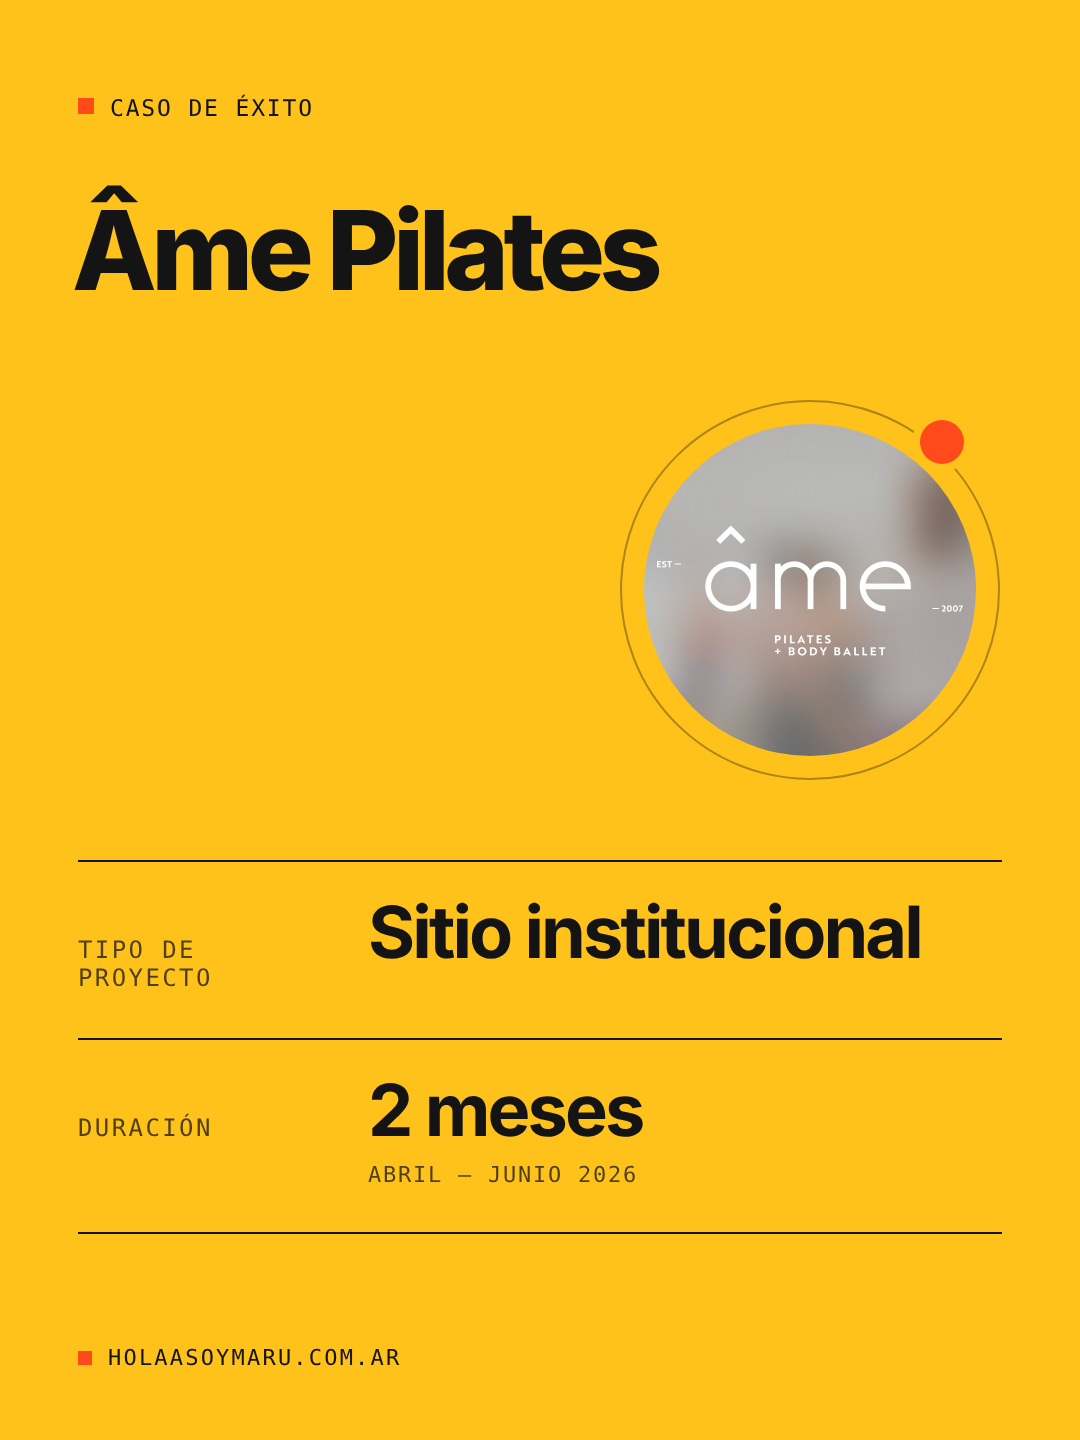 CASO DE ÉXITO
Âme Pilates
âme
EST —
— 2007
PILATES
+ BODY BALLET
TIPO DE
PROYECTO
Sitio institucional
DURACIÓN
2 meses
ABRIL — JUNIO 2026
HOLAASOYMARU.COM.AR